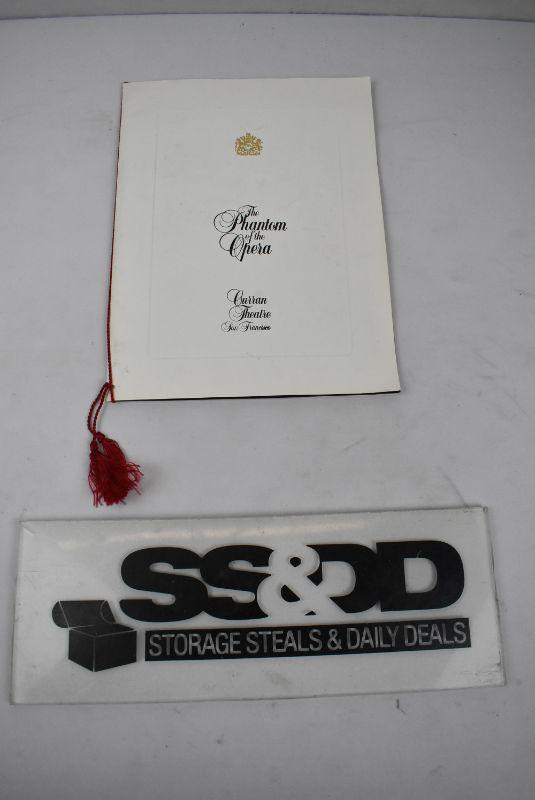 The
Phantom
of the
Opera
Curran
Theatre
San Francisco
SS&DD
STORAGE STEALS & DAILY DEALS